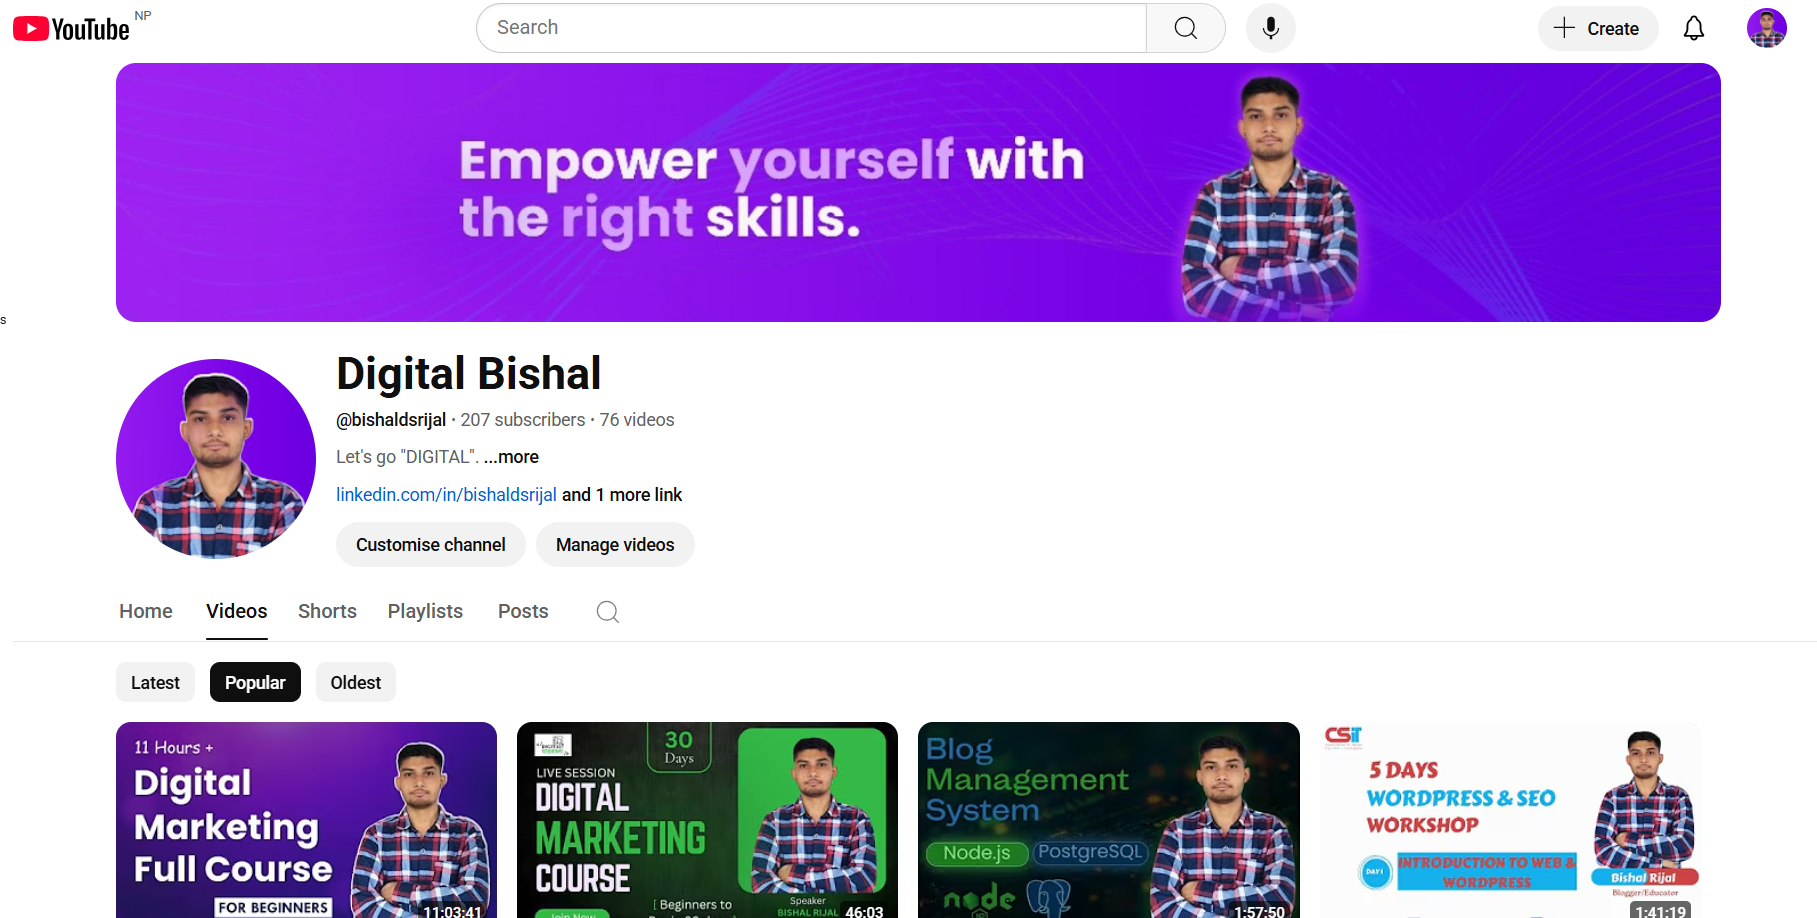 YouTube NP
Search
Create
Empower yourself with
the right skills.
s
Digital Bishal
@bishaldsrijal · 207 subscribers · 76 videos
Let's go "DIGITAL". ...more
linkedin.com/in/bishaldsrijal and 1 more link
Customise channel Manage videos
Home Videos Shorts Playlists Posts
Latest Popular Oldest
11 Hours +
Digital
Marketing
Full Course
FOR BEGINNERS
11:03:41
DIGITAL
30
Days
LIVE SESSION
DIGITAL
MARKETING
COURSE
Join Now
[ Beginners to
Speaker
BISHAL RIJAL
46:03
Blog
Management
System
Node.js PostgreSQL
node
1:57:50
CSIT
5 DAYS
WORDPRESS & SEO
WORKSHOP
DAY 1
INTRODUCTION TO WEB &
WORDPRESS
Bishal Rijal
Blogger/Educator
1:41:19